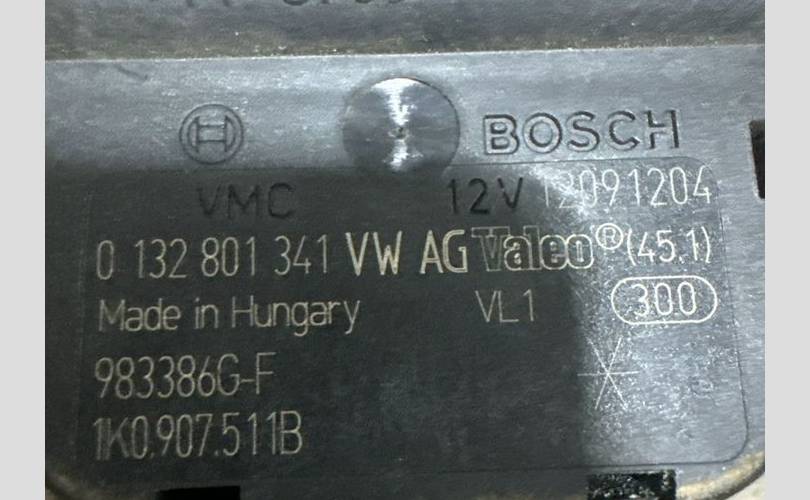 BOSCH
VMC 12V 12091204
0 132 801 341 VW AG Valeo®(45.1)
Made in Hungary VL1 300
983386G-F
1K0.907.511B